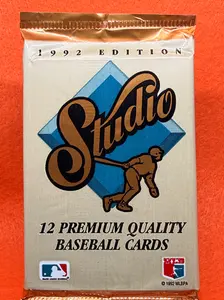 1992 EDITION
Studio
12 PREMIUM QUALITY
BASEBALL CARDS
© 1992 MLBPA